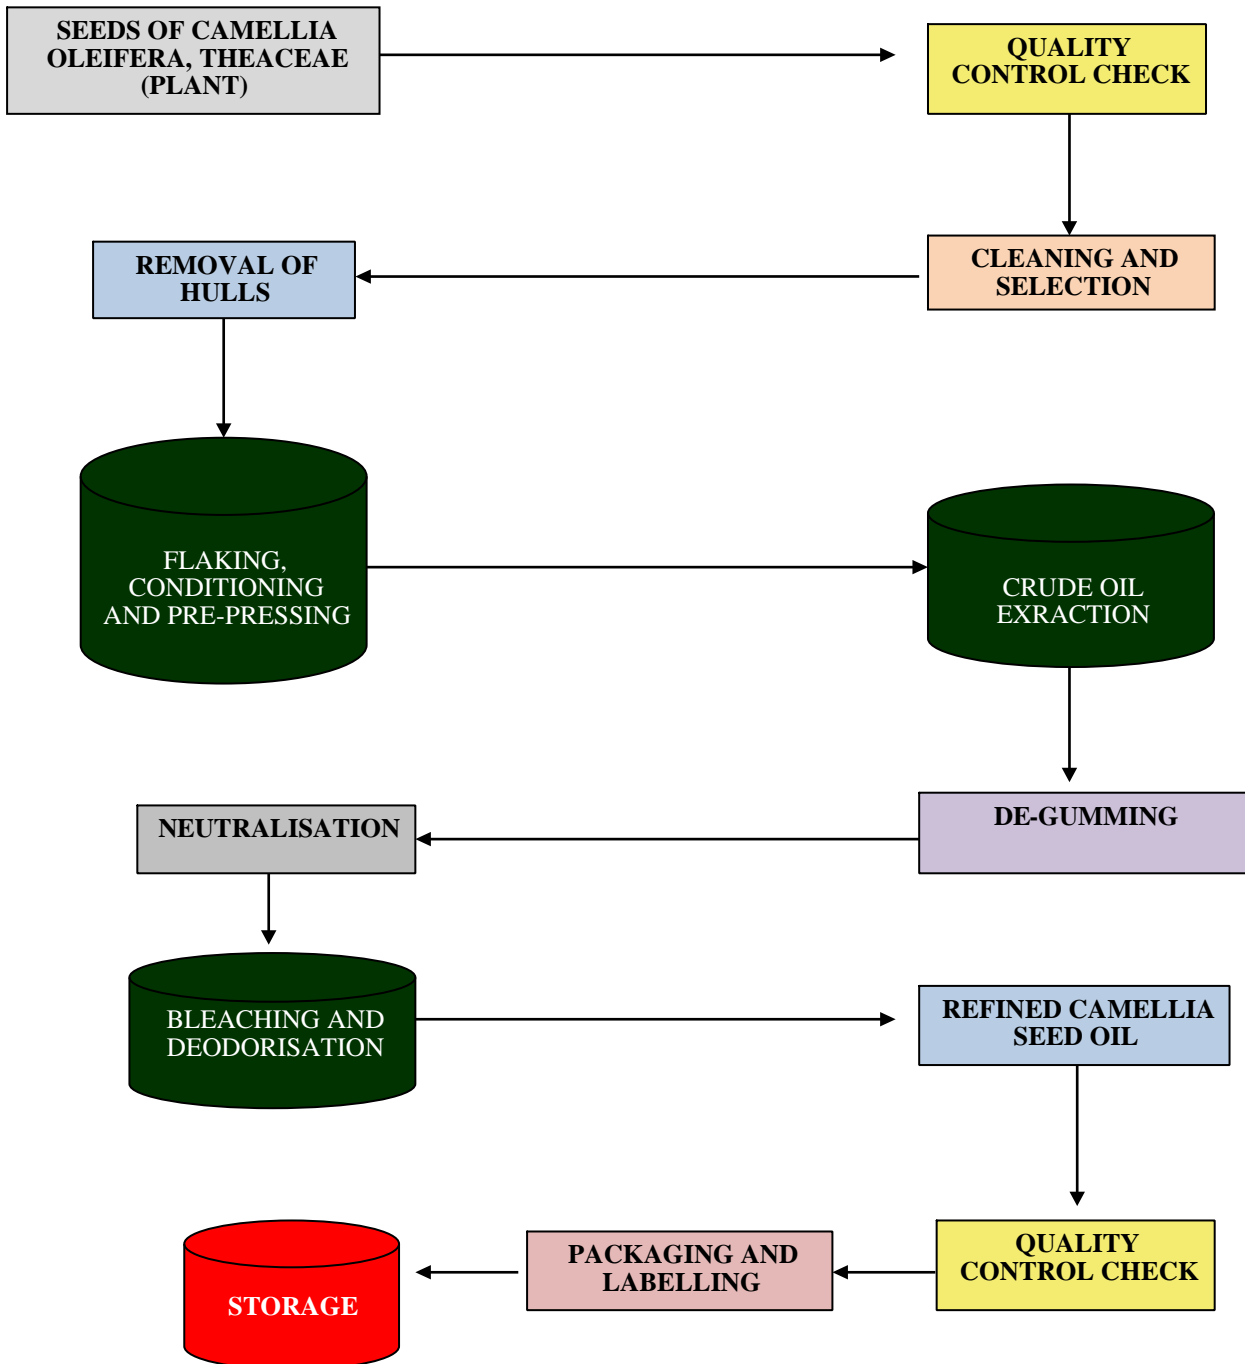 SEEDS OF CAMELLIA
OLEIFERA, THEACEAE
(PLANT)
QUALITY
CONTROL CHECK
CLEANING AND
SELECTION
REMOVAL OF
HULLS
FLAKING,
CONDITIONING
AND PRE-PRESSING
CRUDE OIL
EXRACTION
DE-GUMMING
NEUTRALISATION
BLEACHING AND
DEODORISATION
REFINED CAMELLIA
SEED OIL
QUALITY
CONTROL CHECK
PACKAGING AND
LABELLING
STORAGE